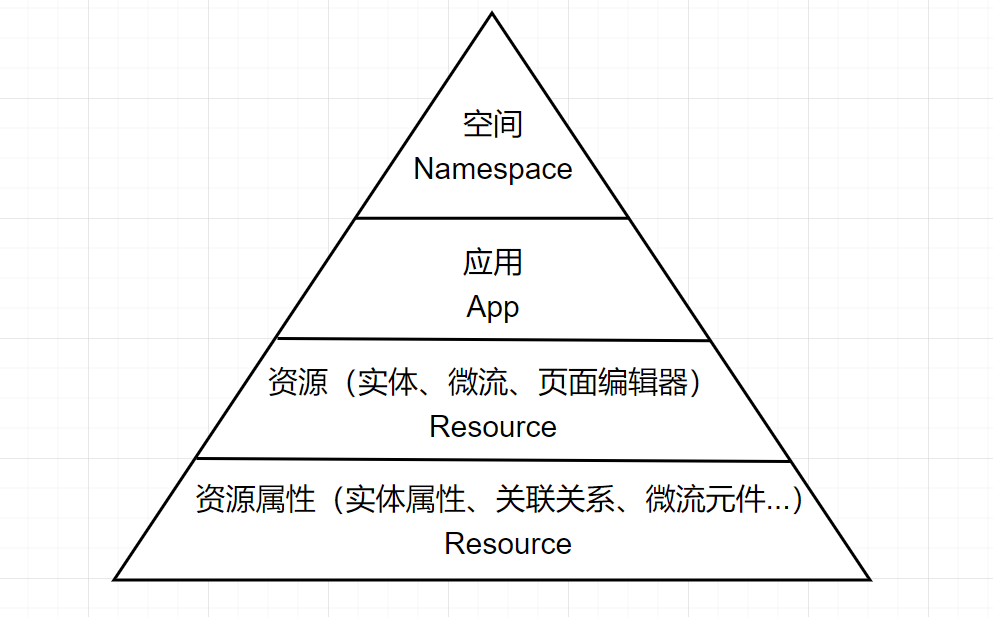 空间
Namespace
应用
App
资源（实体、微流、页面编辑器）
Resource
资源属性（实体属性、关联关系、微流元件...）
Resource